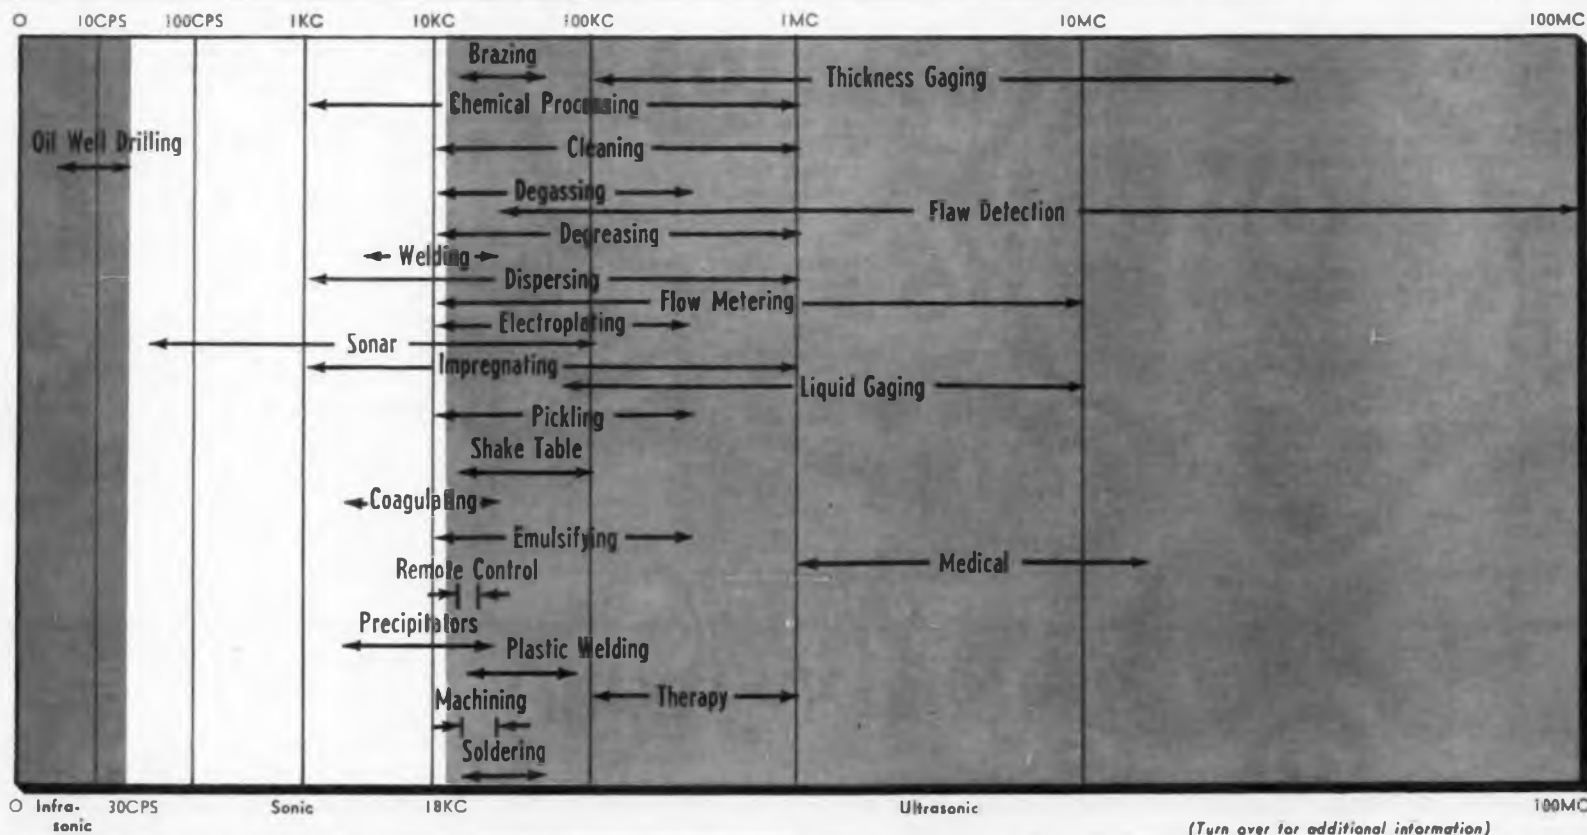 O 10CPS 100CPS 1KC 10KC 100KC 1MC 10MC 100MC
Brazing
Thickness Gaging
Chemical Processing
Oil Well Drilling
Cleaning
Degassing
Flaw Detection
Degreasing
Welding
Dispersing
Flow Metering
Electroplating
Sonar
Impregnating
Liquid Gaging
Pickling
Shake Table
Coagulating
Emulsifying
Medical
Remote Control
Precipitators
Plastic Welding
Therapy
Machining
Soldering
O Infra- 30CPS Sonic 18KC Ultrasonic 100MC
sonic
(Turn over for additional information)